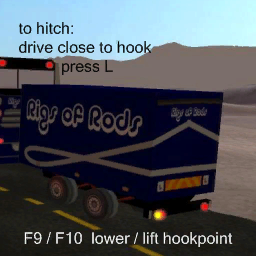 to hitch:
drive close to hook
press L
Rigs of Rods
Rigs of Rods
F9 / F10 lower / lift hookpoint